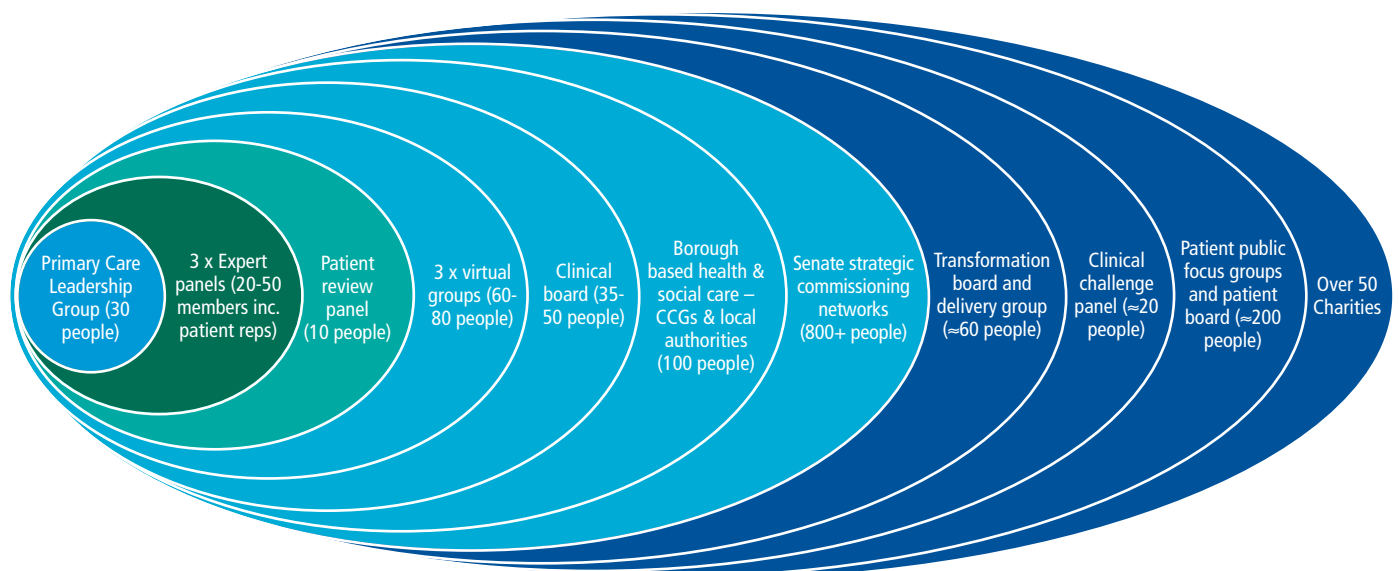 Primary Care
Leadership
Group (30
people)
3 x Expert
panels (20-50
members inc.
patient reps)
Patient
review
panel
(10 people)
3 x virtual
groups (60-
80 people)
Clinical
board (35-
50 people)
Borough
based health &
social care –
CCGs & local
authorities
(100 people)
Senate strategic
commissioning
networks
(800+ people)
Transformation
board and
delivery group
(≈60 people)
Clinical
challenge
panel (≈20
people)
Patient public
focus groups
and patient
board (≈200
people)
Over 50
Charities